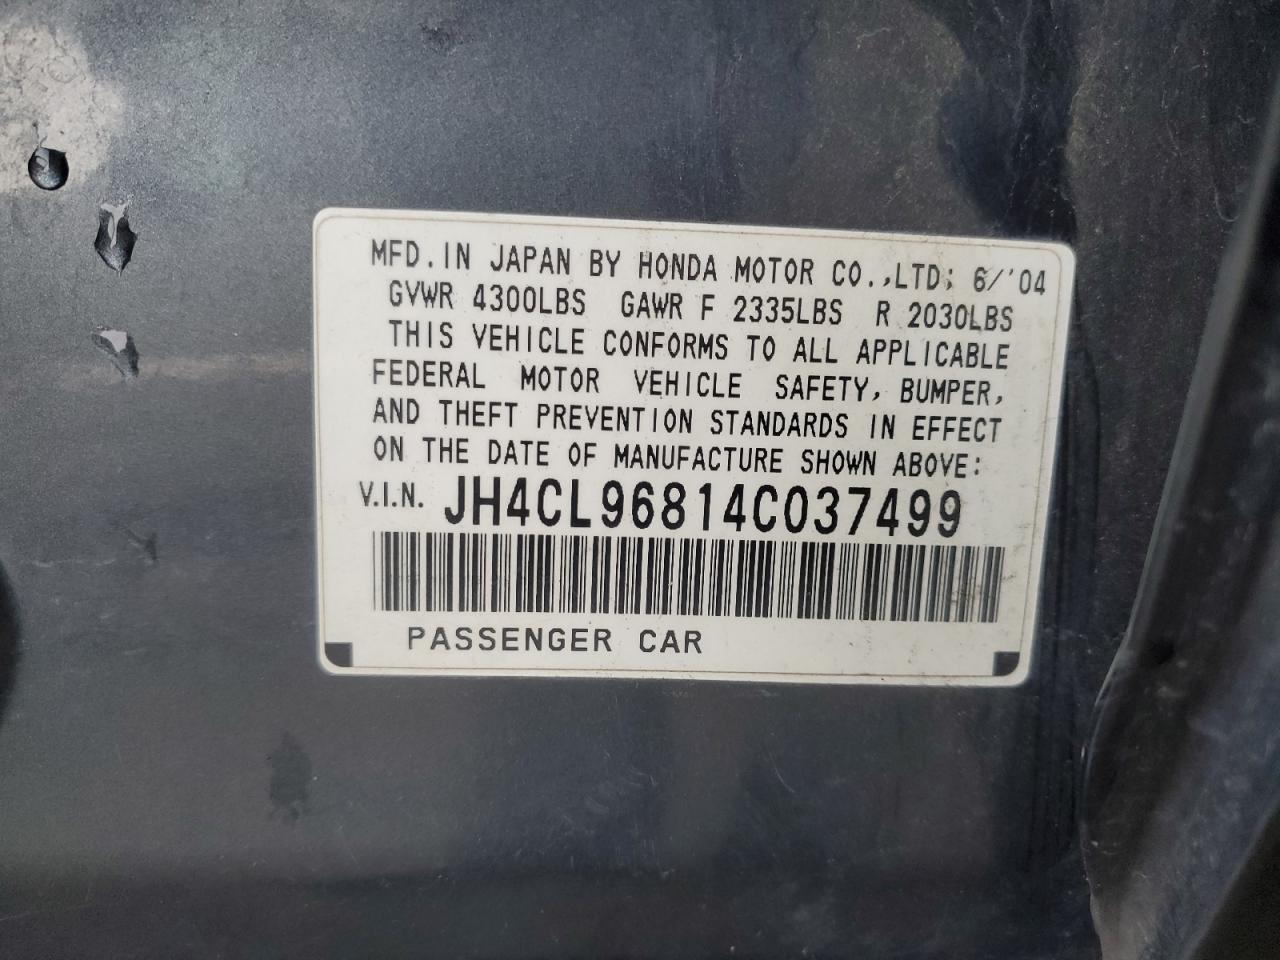 MFD. IN JAPAN BY HONDA MOTOR CO.,LTD; 6/'04
GVWR 4300LBS GAWR F 2335LBS R 2030LBS
THIS VEHICLE CONFORMS TO ALL APPLICABLE
FEDERAL MOTOR VEHICLE SAFETY, BUMPER,
AND THEFT PREVENTION STANDARDS IN EFFECT
ON THE DATE OF MANUFACTURE SHOWN ABOVE:
V.I.N. JH4CL96814C037499
PASSENGER CAR